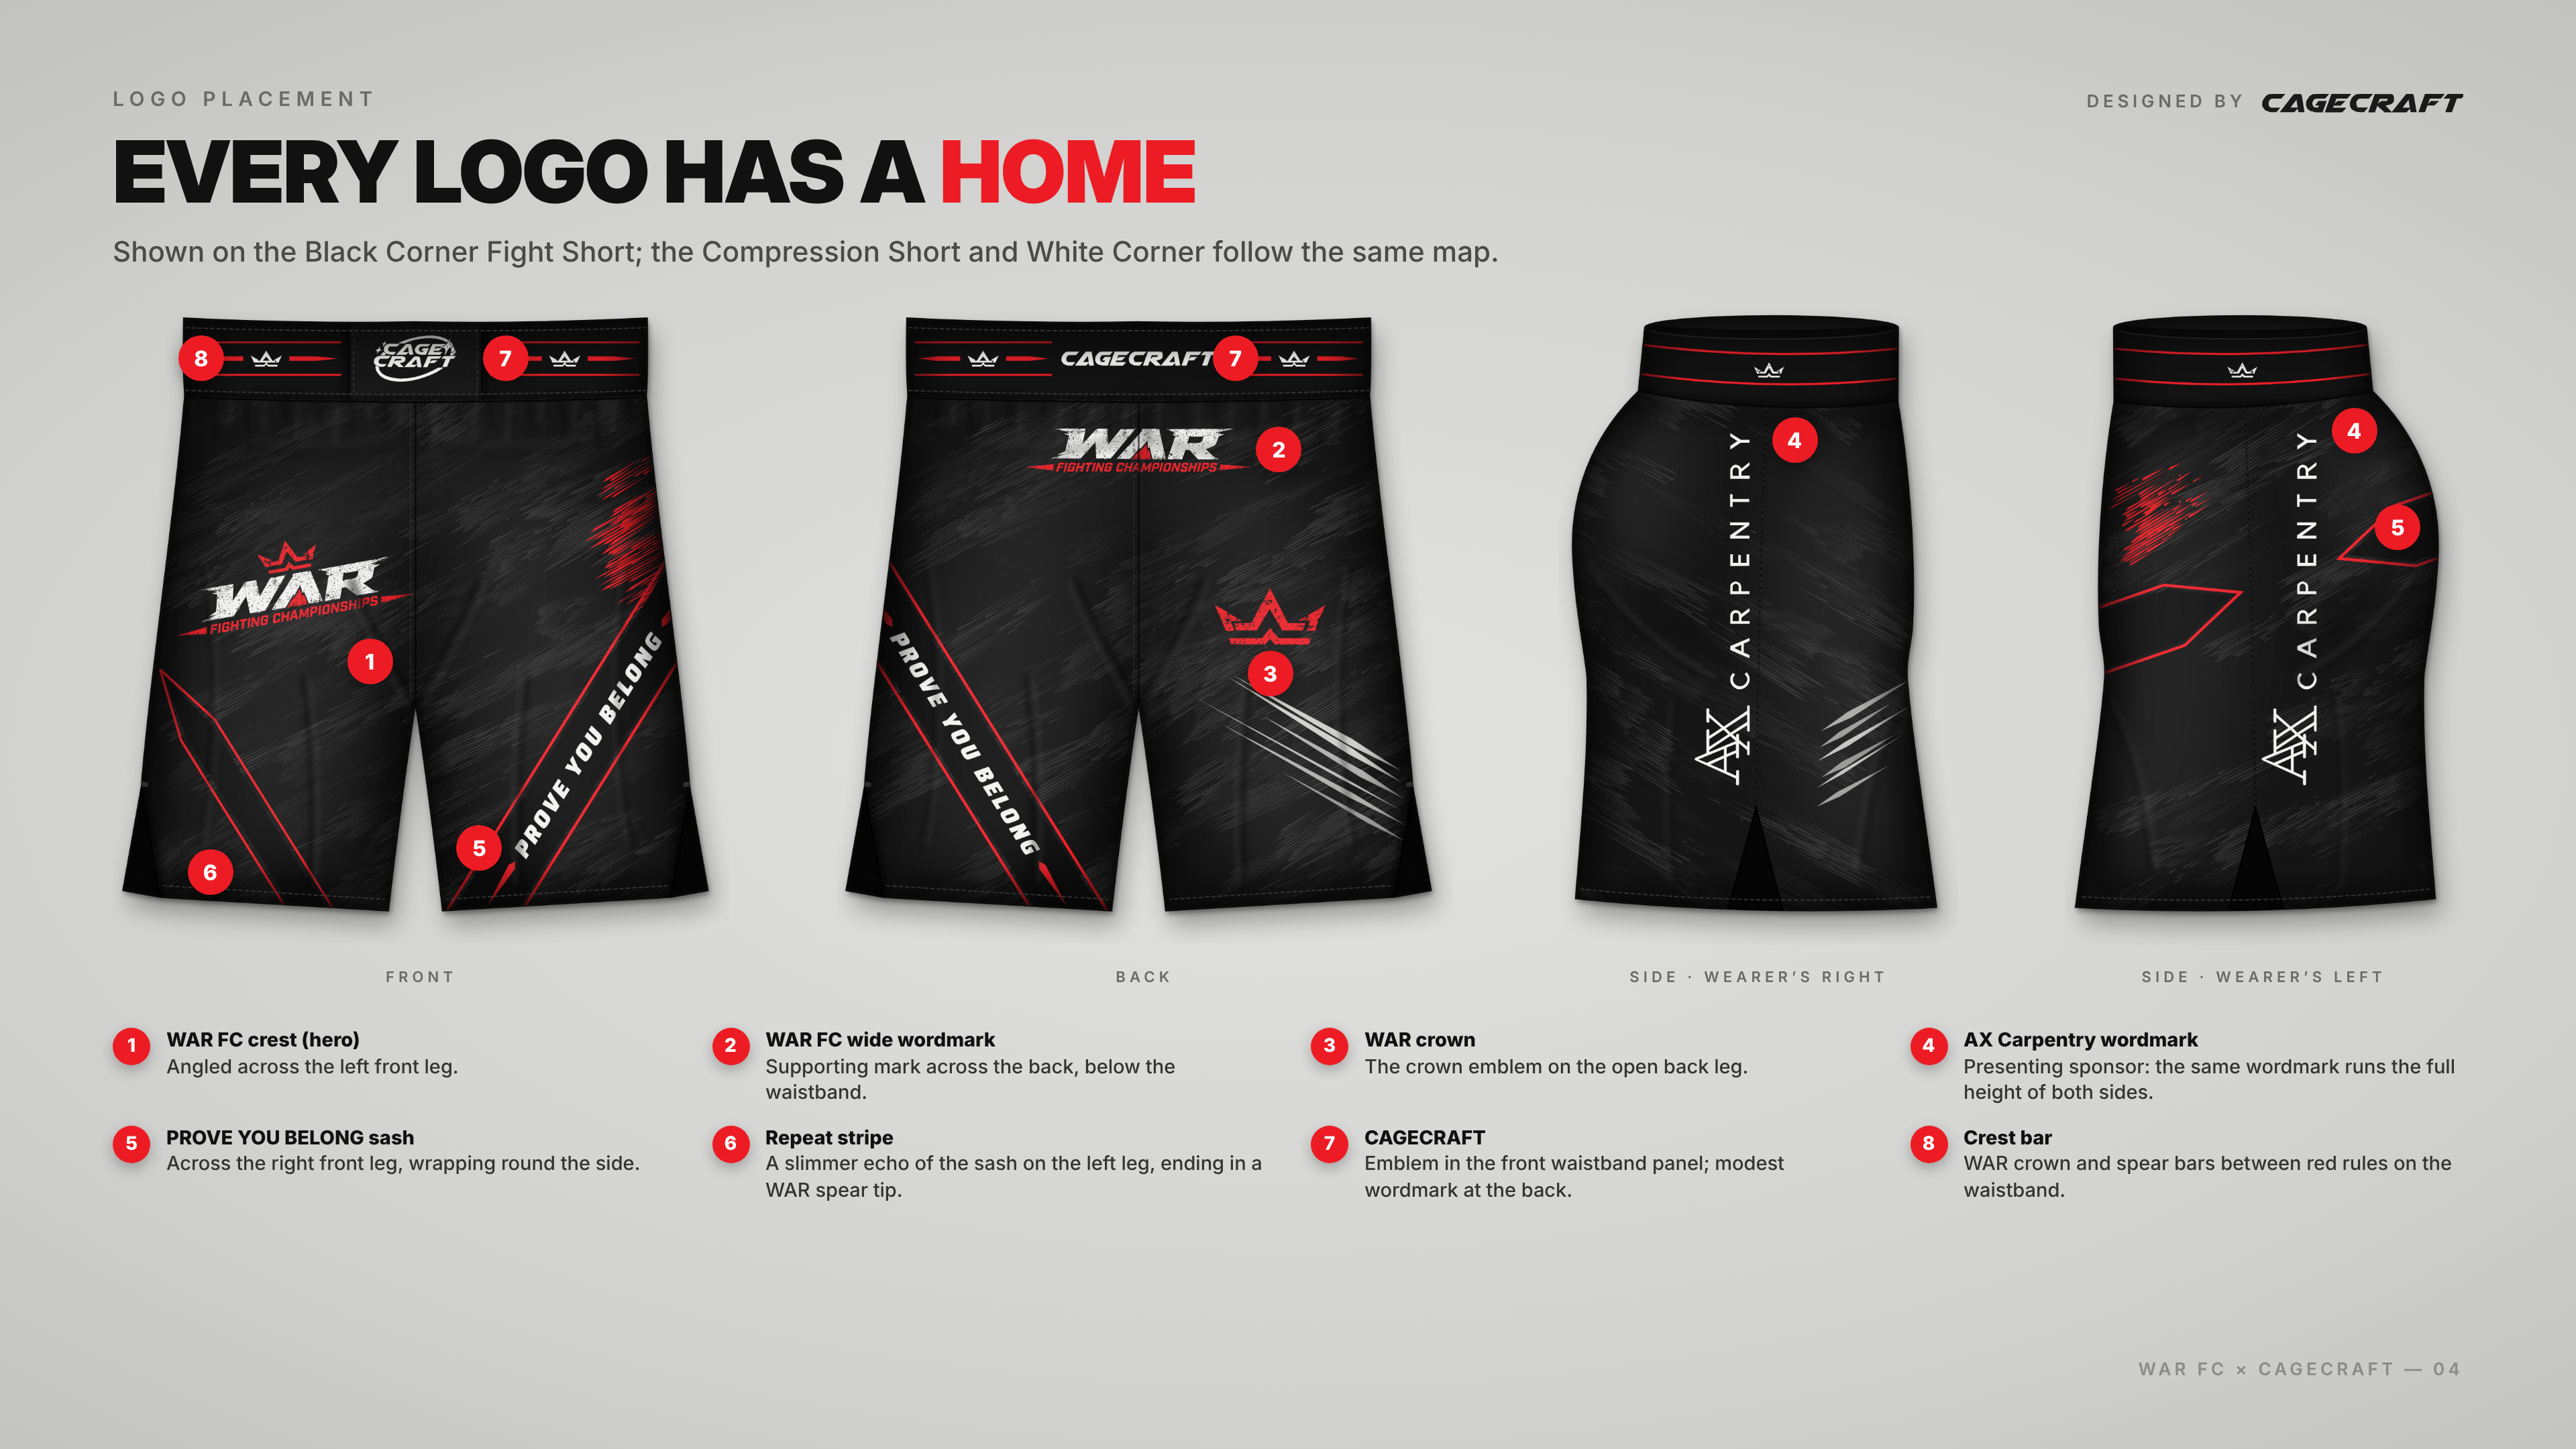 LOGO PLACEMENT
DESIGNED BY CAGECRAFT
EVERY LOGO HAS A HOME
Shown on the Black Corner Fight Short; the Compression Short and White Corner follow the same map.
8
CAGE
CRAFT
7
WAR
FIGHTING CHAMPIONSHIPS
1
PROVE YOU BELONG
5
6
CAGECRAFT
7
WAR
FIGHTING CHAMPIONSHIPS
2
3
PROVE YOU BELONG
4
AX CARPENTRY
4
5
AX CARPENTRY
FRONT
BACK
SIDE · WEARER’S RIGHT
SIDE · WEARER’S LEFT
1
WAR FC crest (hero)
Angled across the left front leg.
2
WAR FC wide wordmark
Supporting mark across the back, below the
waistband.
3
WAR crown
The crown emblem on the open back leg.
4
AX Carpentry wordmark
Presenting sponsor: the same wordmark runs the full
height of both sides.
5
PROVE YOU BELONG sash
Across the right front leg, wrapping round the side.
6
Repeat stripe
A slimmer echo of the sash on the left leg, ending in a
WAR spear tip.
7
CAGECRAFT
Emblem in the front waistband panel; modest
wordmark at the back.
8
Crest bar
WAR crown and spear bars between red rules on the
waistband.
WAR FC × CAGECRAFT — 04